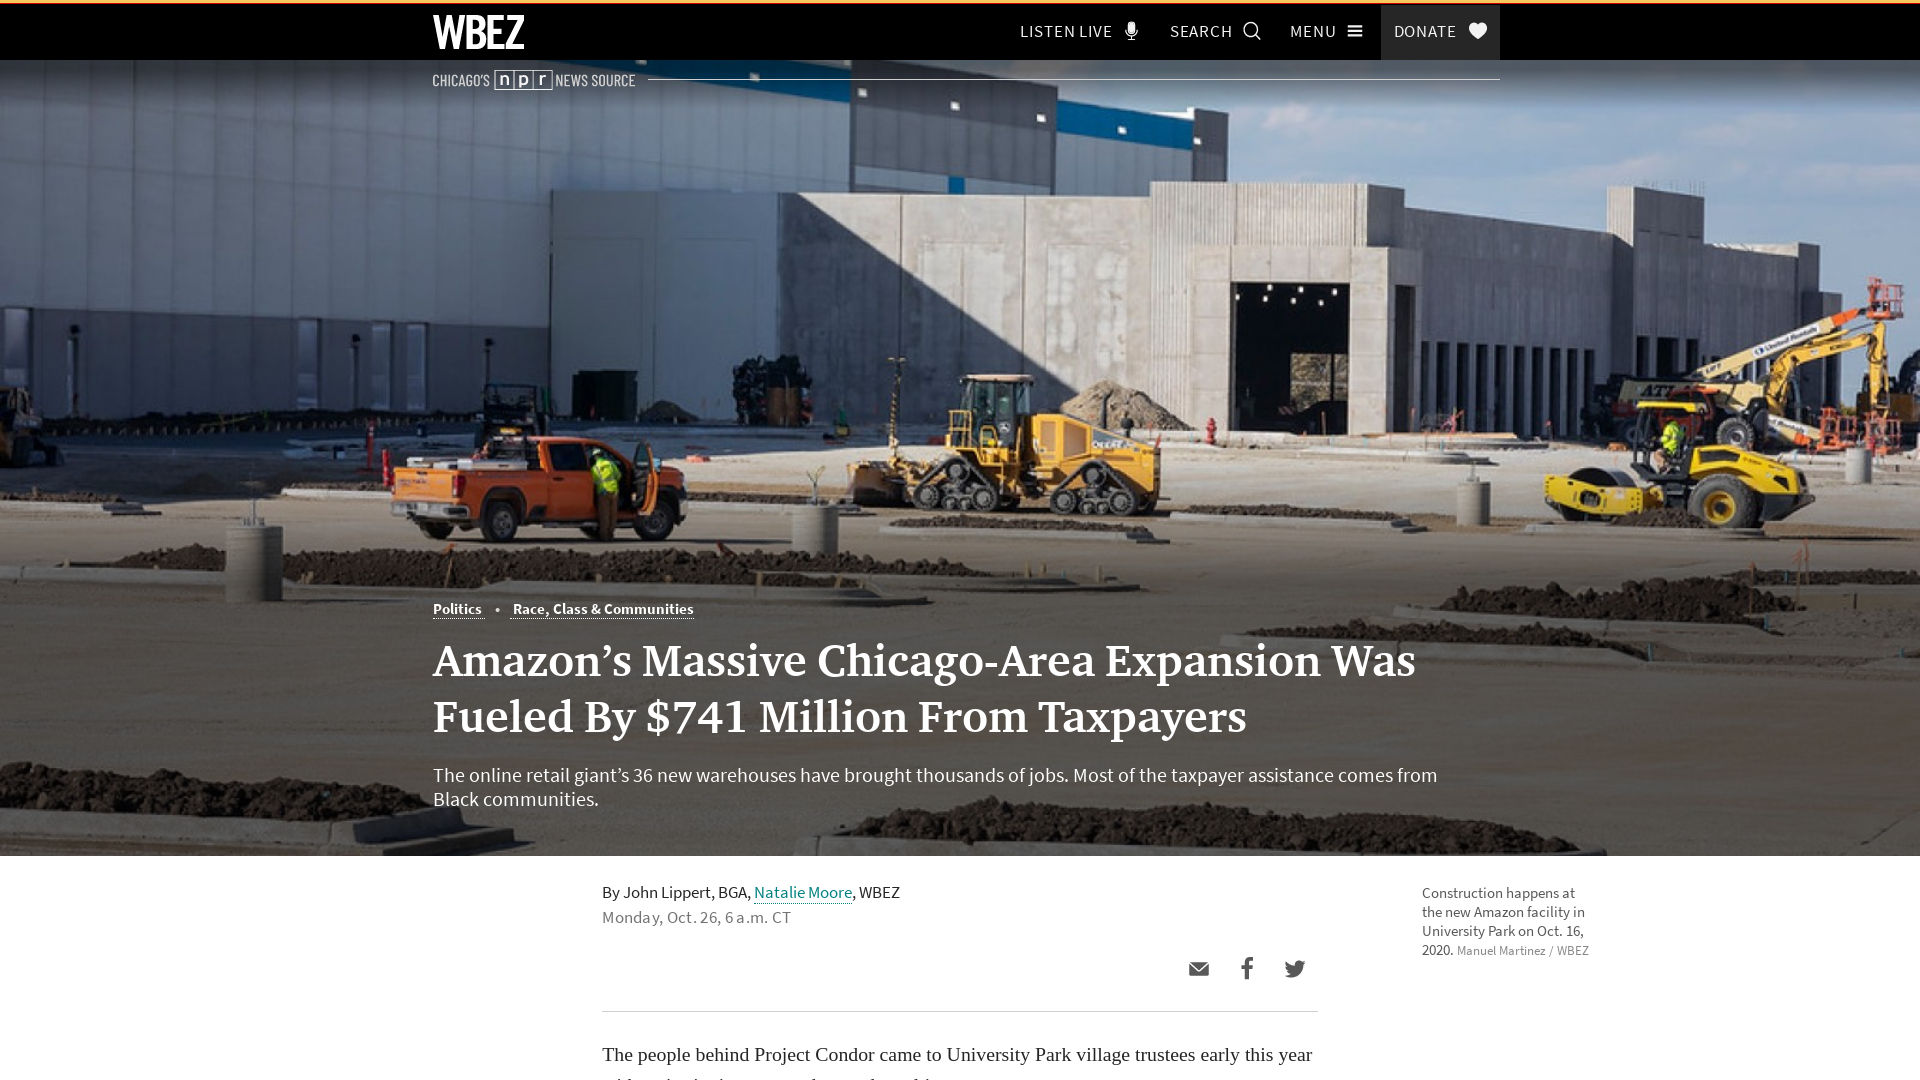 WBEZ
LISTEN LIVE
SEARCH
MENU
DONATE
CHICAGO'S npr NEWS SOURCE
Politics • Race, Class & Communities
Amazon’s Massive Chicago-Area Expansion Was
Fueled By $741 Million From Taxpayers
The online retail giant’s 36 new warehouses have brought thousands of jobs. Most of the taxpayer assistance comes from
Black communities.
By John Lippert, BGA, Natalie Moore, WBEZ
Monday, Oct. 26, 6 a.m. CT
Construction happens at
the new Amazon facility in
University Park on Oct. 16,
2020. Manuel Martinez / WBEZ
The people behind Project Condor came to University Park village trustees early this year